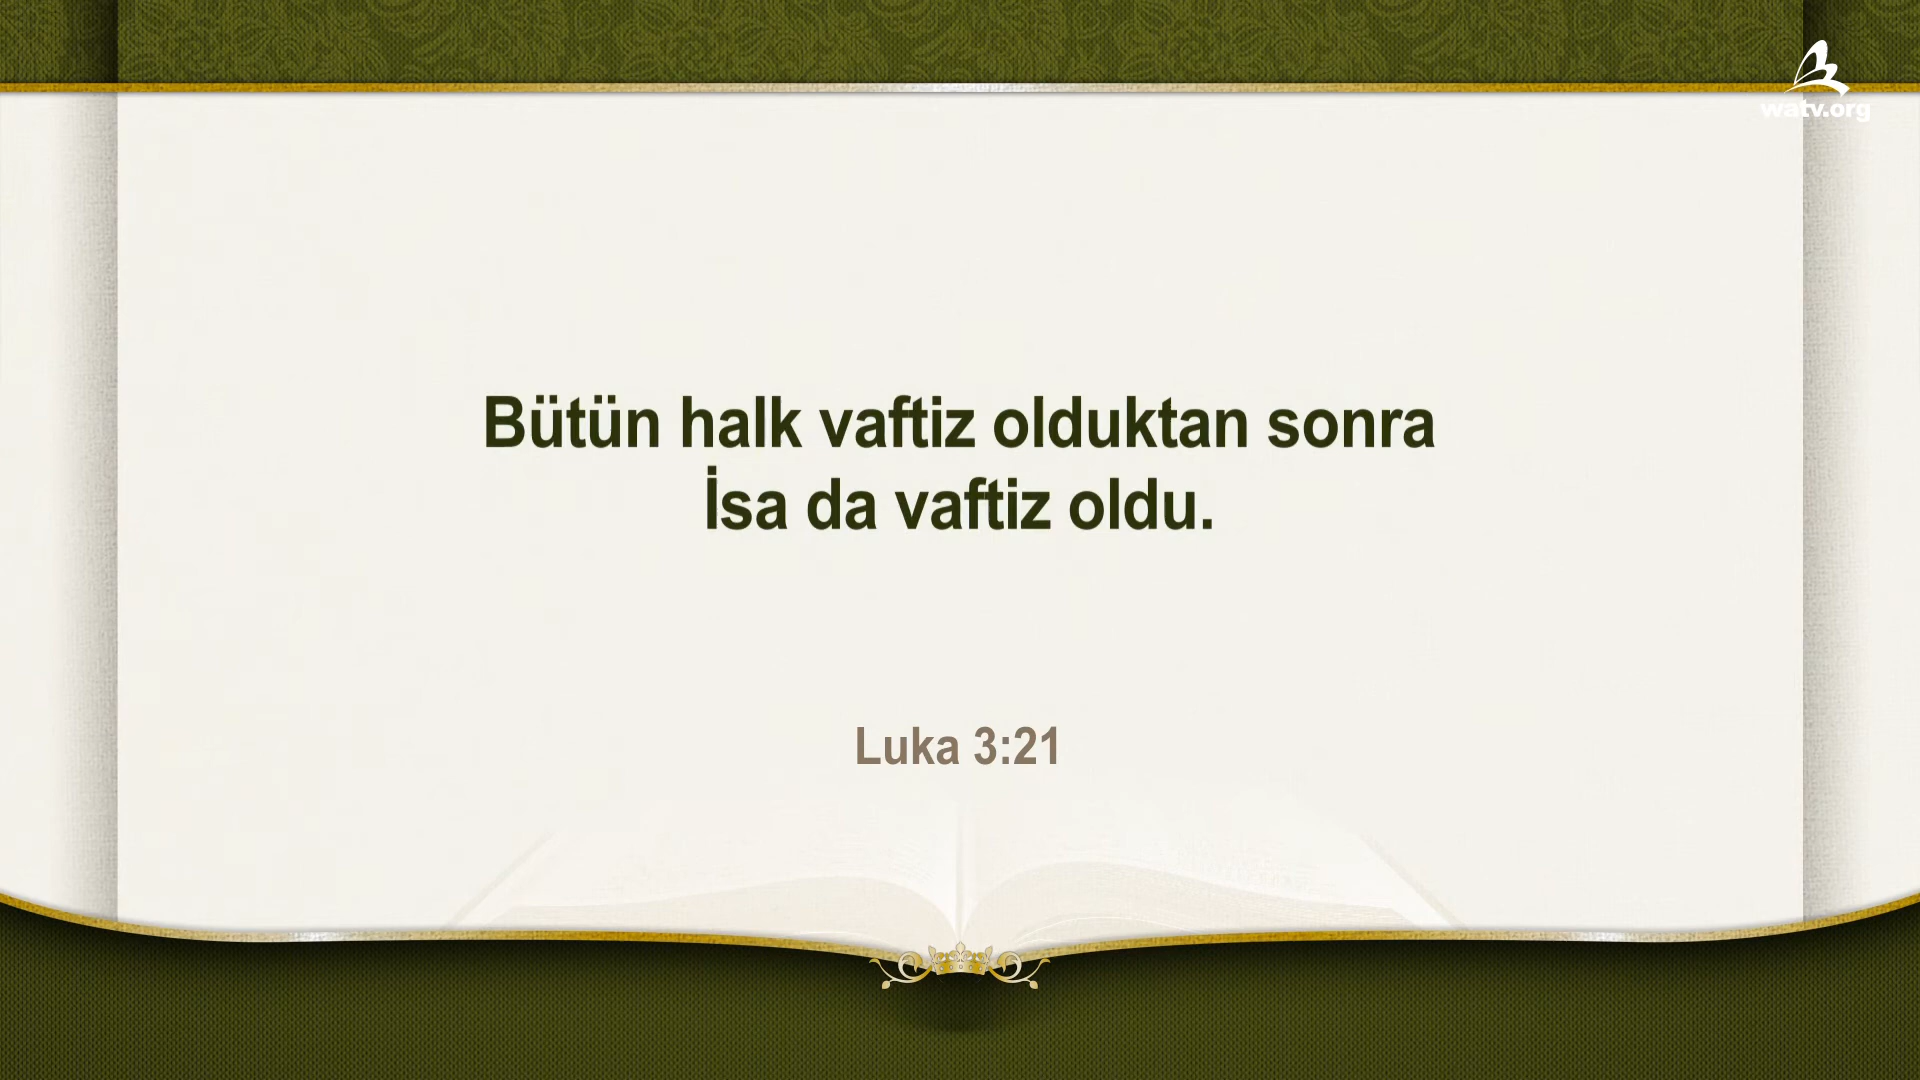 watv.org
Bütün halk vaftiz olduktan sonra
İsa da vaftiz oldu.
Luka 3:21